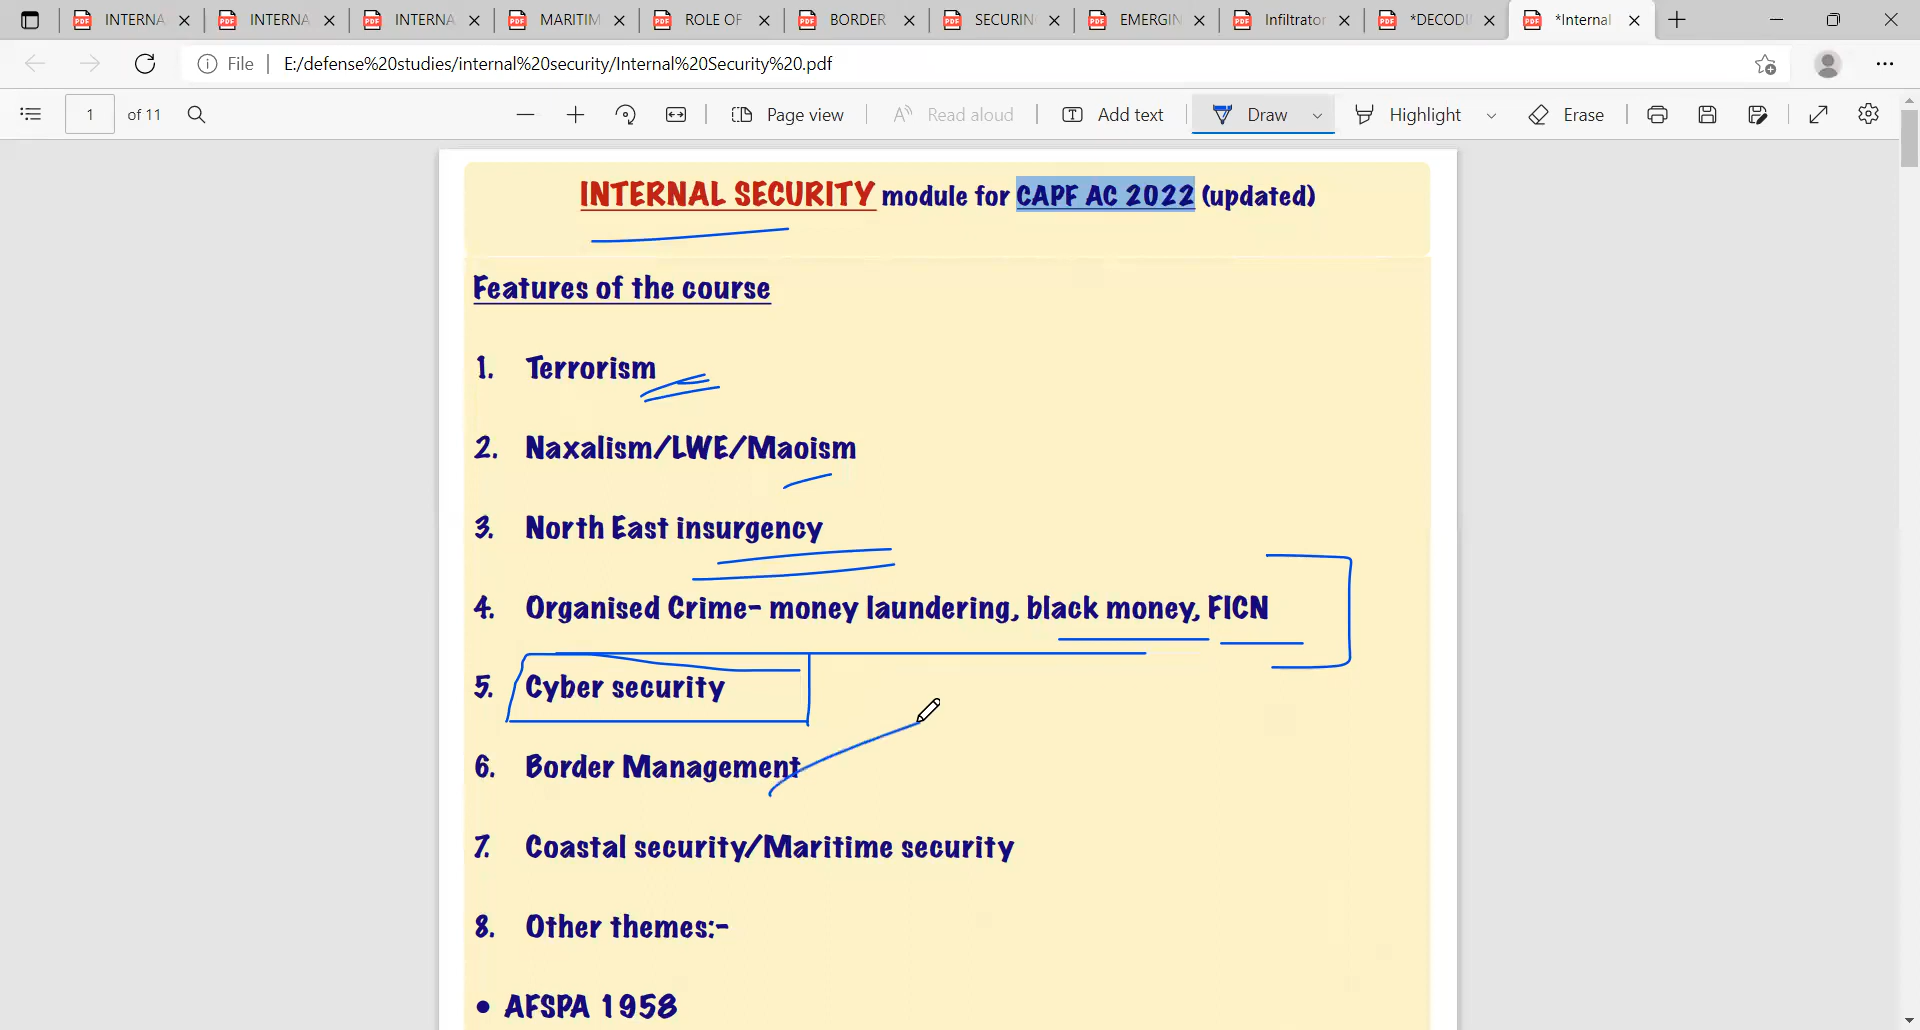 INTERNA
INTERNA
INTERNA
MARITIM
ROLE OF
BORDER
SECURIN
EMERGIN
Infiltrator
*DECODI
*Internal
File
E:/defense%20studies/internal%20security/Internal%20Security%20.pdf
1 of 11
Page view
Read aloud
Add text
Draw
Highlight
Erase
INTERNAL SECURITY module for CAPF AC 2022 (updated)
Features of the course
1. Terrorism
2. Naxalism/LWE/Maoism
3. North East insurgency
4. Organised Crime- money laundering, black money, FICN
5. Cyber security
6. Border Management
7. Coastal security/Maritime security
8. Other themes:-
• AFSPA 1958